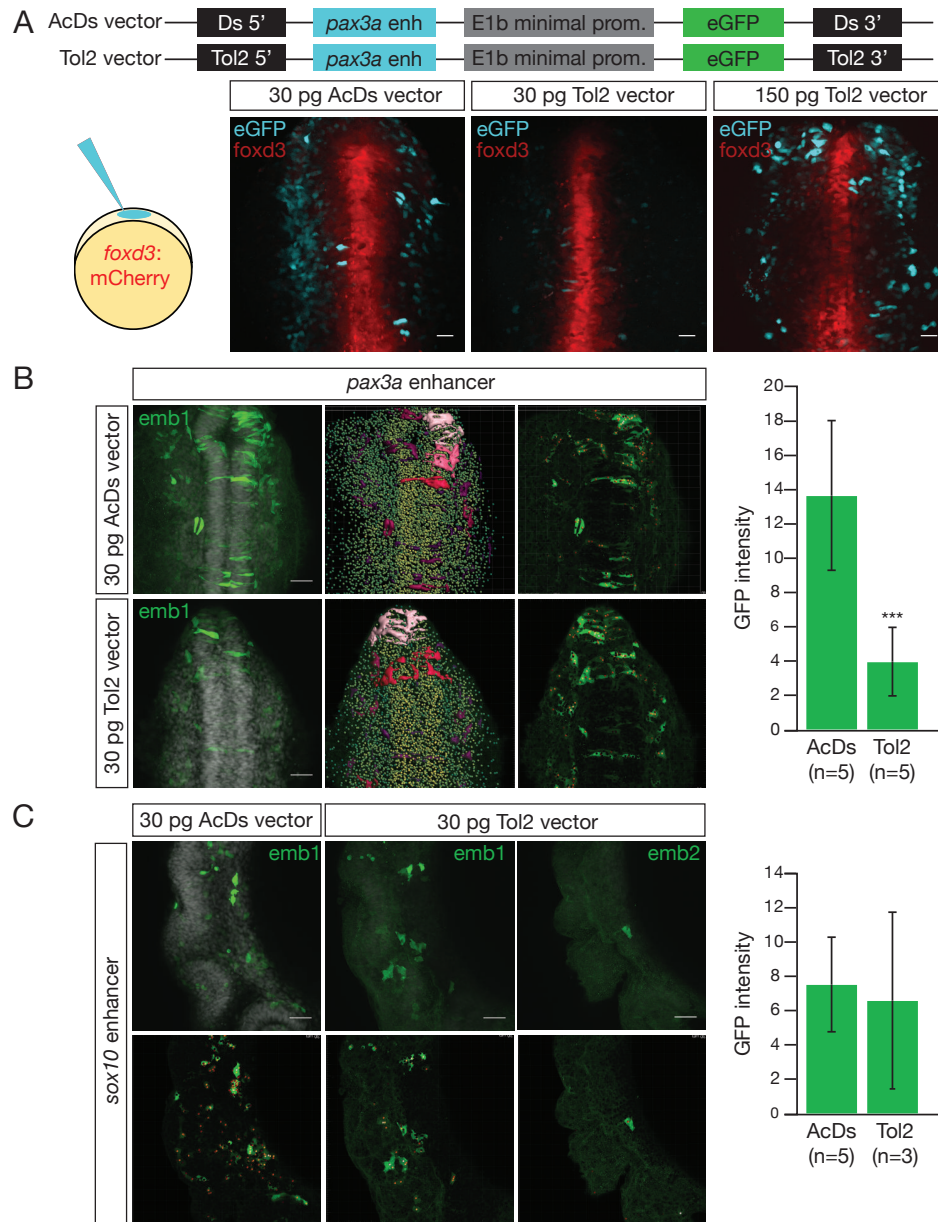 A
AcDs vector
Ds 5’
pax3a enh
E1b minimal prom.
eGFP
Ds 3’
Tol2 vector
Tol2 5’
pax3a enh
E1b minimal prom.
eGFP
Tol2 3’
30 pg AcDs vector
30 pg Tol2 vector
150 pg Tol2 vector
eGFP
foxd3
eGFP
foxd3
eGFP
foxd3
foxd3:
mCherry
B
pax3a enhancer
30 pg AcDs vector
emb1
30 pg Tol2 vector
emb1
GFP intensity
20
18
16
14
12
10
8
6
4
2
0
***
AcDs
(n=5)
Tol2
(n=5)
C
30 pg AcDs vector
30 pg Tol2 vector
sox10 enhancer
emb1
emb1
emb2
GFP intensity
14
12
10
8
6
4
2
0
AcDs
(n=5)
Tol2
(n=3)